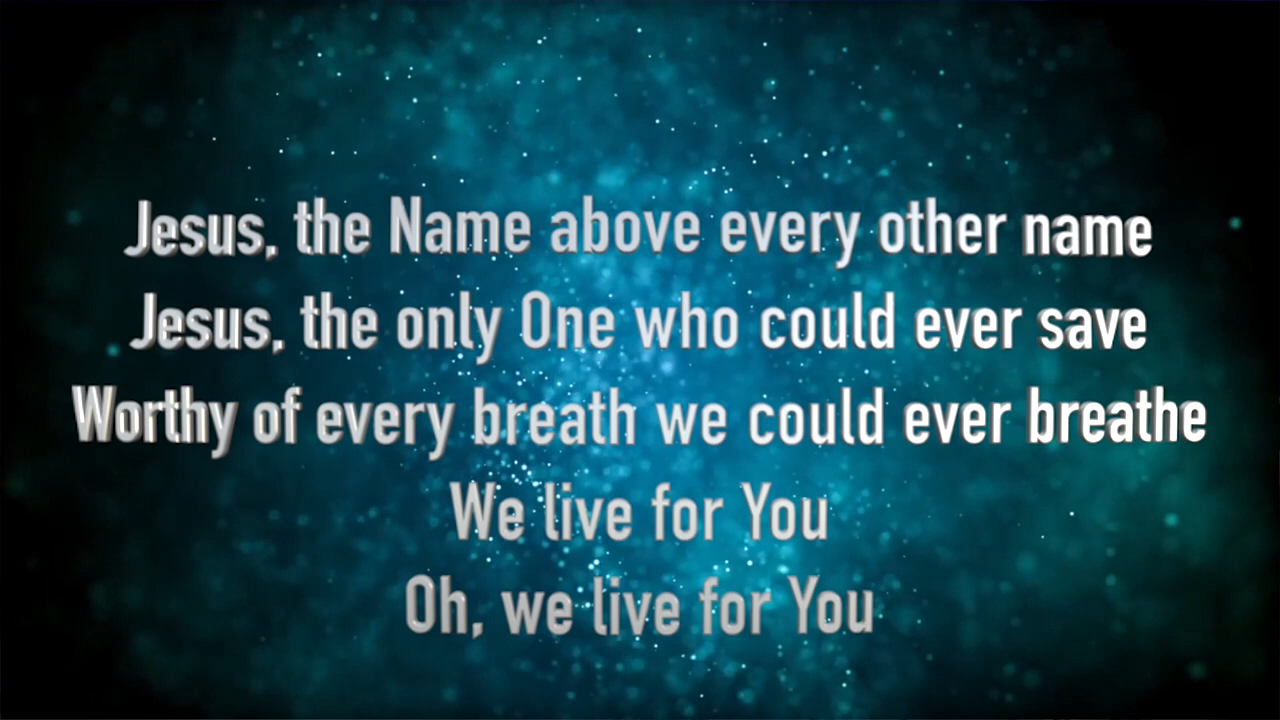 Jesus, the Name above every other name
Jesus, the only One who could ever save
Worthy of every breath we could ever breathe
We live for You
Oh, we live for You